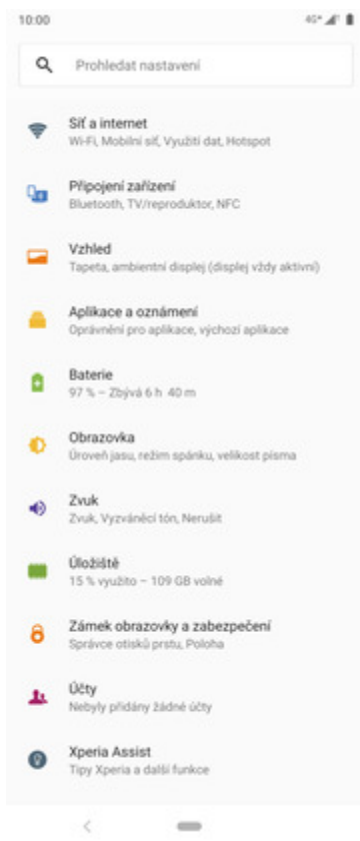 10:00 4G+
Prohledat nastavení
Síť a internet
Wi-Fi, Mobilní síť, Využití dat, Hotspot
Připojení zařízení
Bluetooth, TV/reproduktor, NFC
Vzhled
Tapeta, ambientní displej (displej vždy aktivní)
Aplikace a oznámení
Oprávnění pro aplikace, výchozí aplikace
Baterie
97 % – Zbývá 6 h 40 m
Obrazovka
Úroveň jasu, režim spánku, velikost písma
Zvuk
Zvuk, Vyzváněcí tón, Nerušit
Úložiště
15 % využito – 109 GB volné
Zámek obrazovky a zabezpečení
Správce otisků prstu, Poloha
Účty
Nebyly přidány žádné účty
Xperia Assist
Tipy Xperia a další funkce